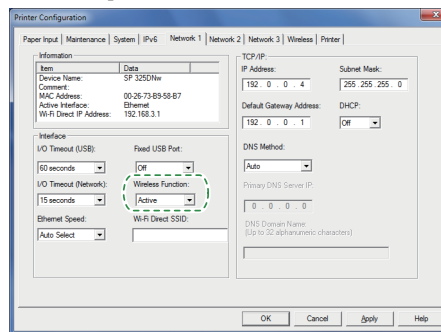 Printer Configuration
Paper Input Maintenance System IPv6 Network 1 Network 2 Network 3 Wireless Printer
Information
Item Data
Device Name: SP 325DNw
Comment:
MAC Address: 00-26-73-B9-58-B7
Active Interface: Ethernet
Wi-Fi Direct IP Address: 192.168.3.1
Interface
I/O Timeout (USB): Fixed USB Port:
60 seconds Off
I/O Timeout (Network): Wireless Function:
15 seconds Active
Ethernet Speed: Wi-Fi Direct SSID:
Auto Select
TCP/IP:
IP Address: Subnet Mask:
192 . 0 . 0 . 4 255 . 255 . 255 . 0
Default Gateway Address: DHCP:
192 . 0 . 0 . 1 Off
DNS Method:
Auto
Primary DNS Server IP:
0 . 0 . 0 . 0
DNS Domain Name:
(Up to 32 alphanumeric characters)
OK Cancel Apply Help